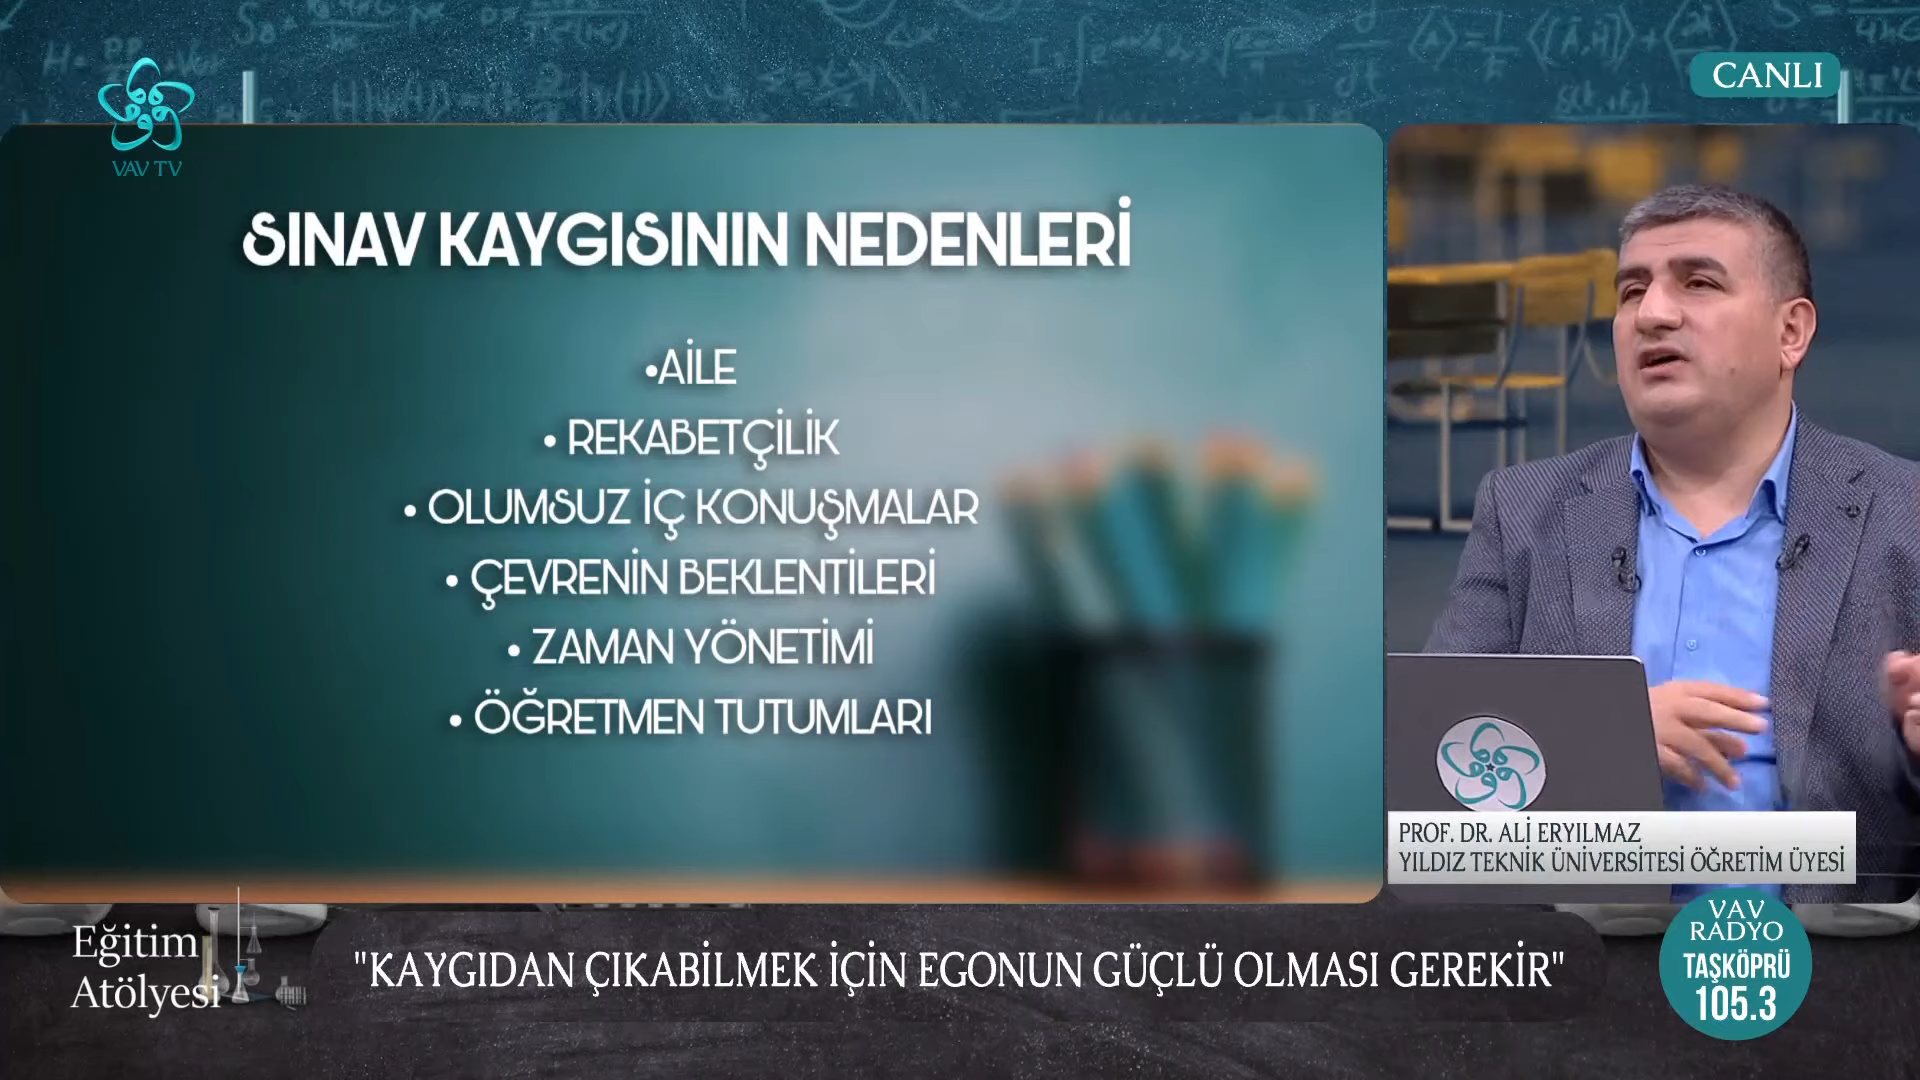 VAV TV
CANLI
SINAV KAYGISININ NEDENLERİ
•AİLE
• REKABETÇİLİK
• OLUMSUZ İÇ KONUŞMALAR
• ÇEVRENİN BEKLENTİLERİ
• ZAMAN YÖNETİMİ
• ÖĞRETMEN TUTUMLARI
PROF. DR. ALİ ERYILMAZ
YILDIZ TEKNİK ÜNİVERSİTESİ ÖĞRETİM ÜYESİ
Eğitim
Atölyesi
"KAYGIDAN ÇIKABİLMEK İÇİN EGONUN GÜÇLÜ OLMASI GEREKİR"
VAV
RADYO
TAŞKÖPRÜ
105.3